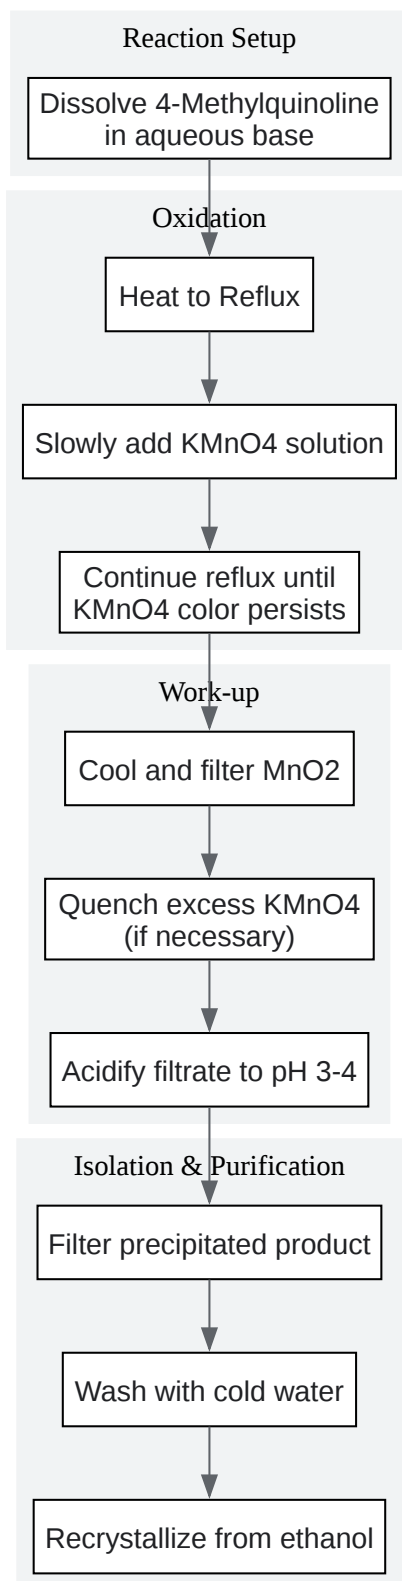 Reaction Setup
Dissolve 4-Methylquinoline
in aqueous base
Oxidation
Heat to Reflux
Slowly add KMnO4 solution
Continue reflux until
KMnO4 color persists
Work-up
Cool and filter MnO2
Quench excess KMnO4
(if necessary)
Acidify filtrate to pH 3-4
Isolation & Purification
Filter precipitated product
Wash with cold water
Recrystallize from ethanol